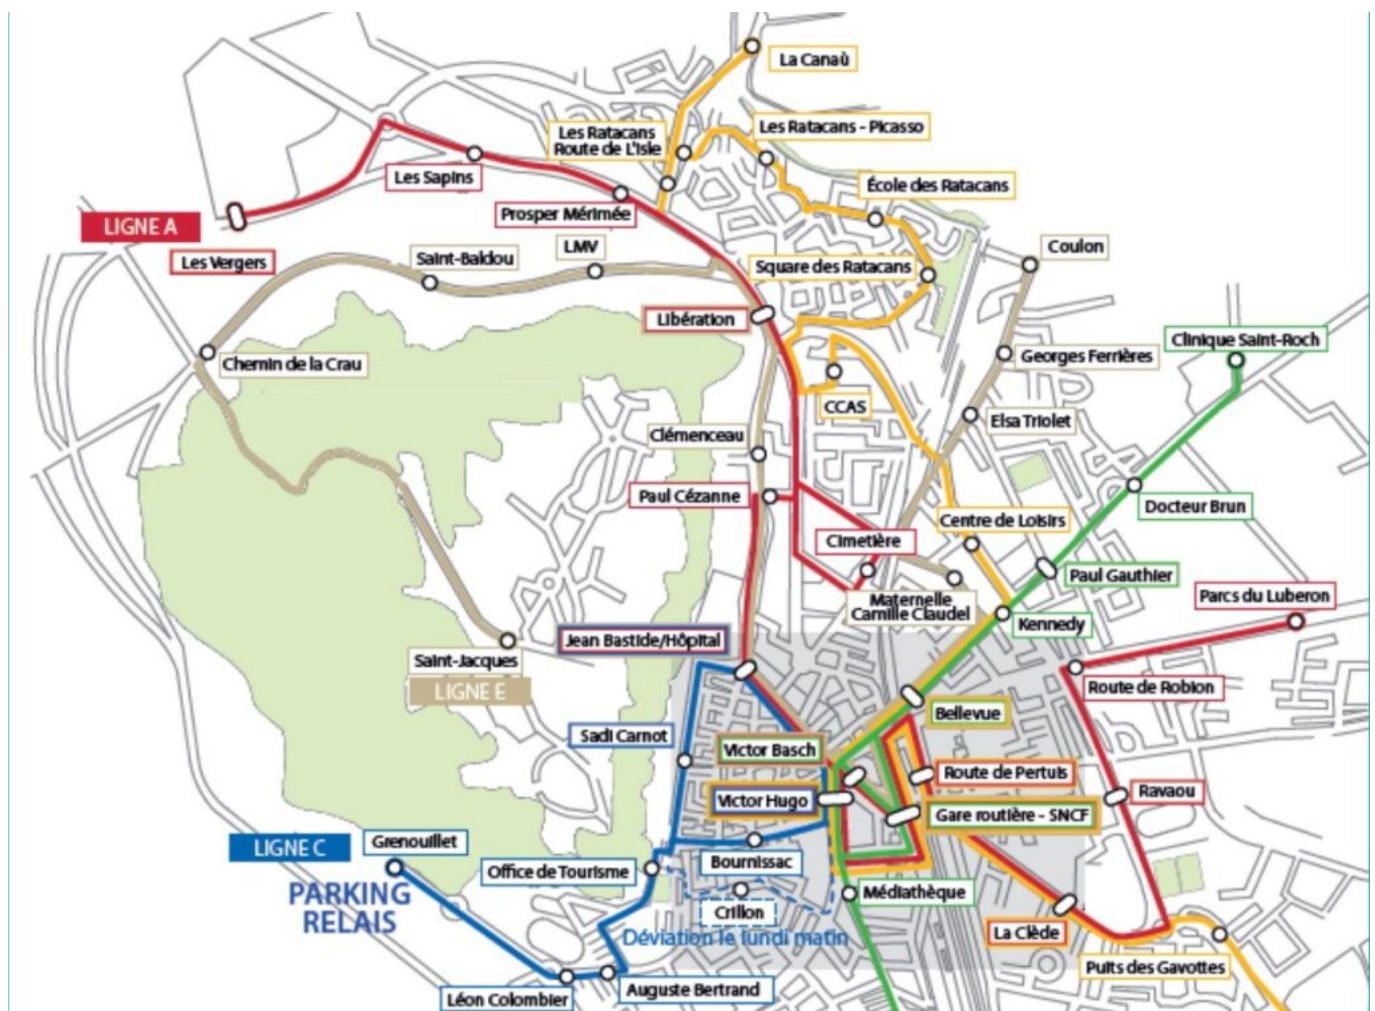 La Canaù
Les Ratacans
Route de L'Isle
Les Ratacans - Picasso
Les Sapins
École des Ratacans
Prosper Mérimée
LIGNE A
Les Vergers
Saint-Baldou
LMV
Square des Ratacans
Coulon
Libération
Clinique Saint-Roch
Chemin de la Crau
Georges Ferrières
CCAS
Elsa Triolet
Clémenceau
Paul Cézanne
Docteur Brun
Centre de Loisirs
Cimetière
Paul Gauthier
Maternelle
Camille Claudel
Parcs du Luberon
Kennedy
Jean Bastide/Hôpital
Saint-Jacques
LIGNE E
Route de Robion
Bellevue
Sadi Carnot
Victor Basch
Route de Pertuis
Ravaou
Victor Hugo
Gare routière - SNCF
LIGNE C
Grenouillet
PARKING
RELAIS
Office de Tourisme
Bournissac
Médiathèque
Crillon
Déviation le lundi matin
La Clède
Puits des Gavottes
Léon Colombier
Auguste Bertrand